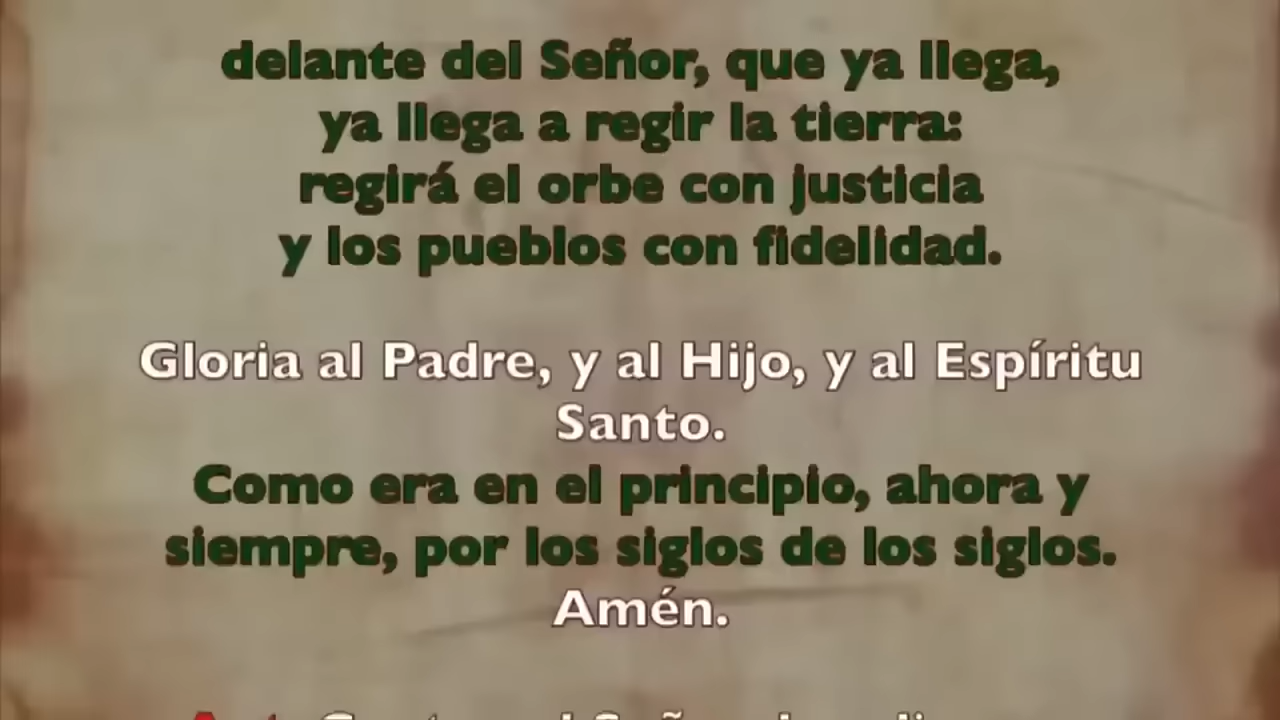 delante del Señor, que ya llega,
ya llega a regir la tierra:
regirá el orbe con justicia
y los pueblos con fidelidad.
Gloria al Padre, y al Hijo, y al Espíritu
Santo.
Como era en el principio, ahora y
siempre, por los siglos de los siglos.
Amén.